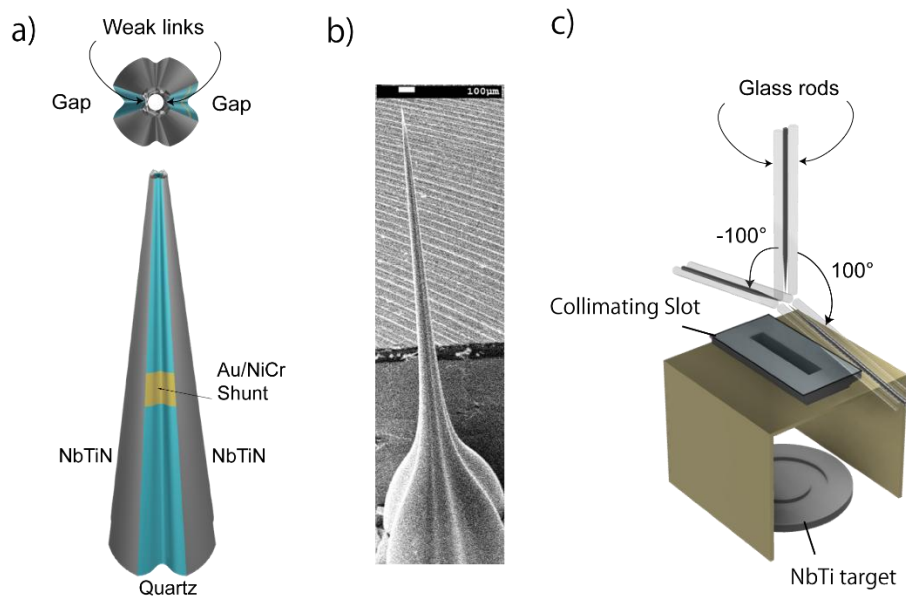 a)
Weak links
Gap
Gap
Au/NiCr
Shunt
NbTiN
NbTiN
Quartz
b)
100µm
c)
Glass rods
-100°
100°
Collimating Slot
NbTi target